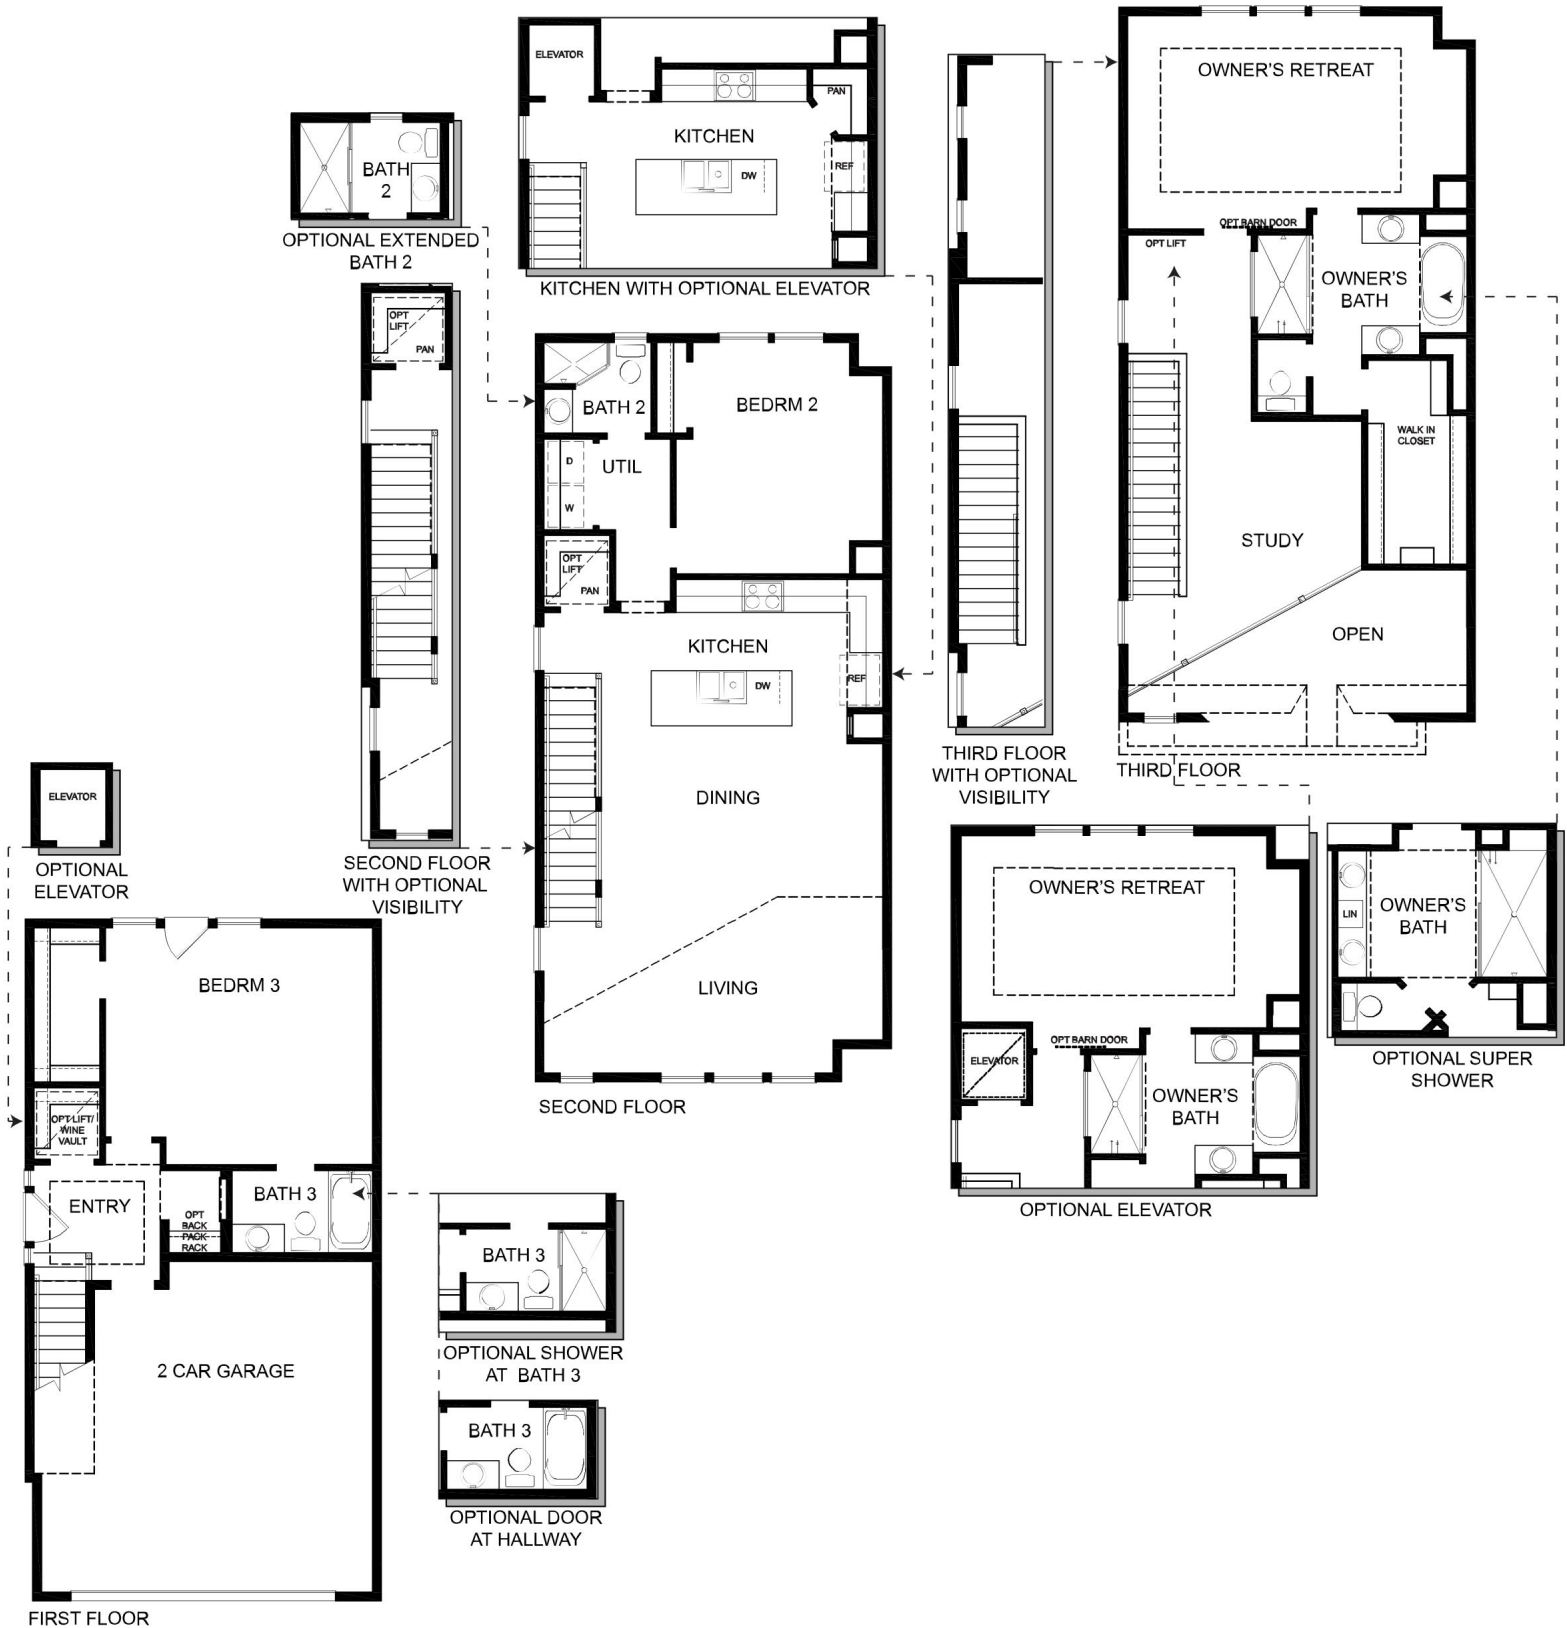 ELEVATOR
PAN
KITCHEN
REF
DW
KITCHEN WITH OPTIONAL ELEVATOR
BATH
2
OPTIONAL EXTENDED
BATH 2
OPT
LIFT
PAN
SECOND FLOOR
WITH OPTIONAL
VISIBILITY
BATH 2
BEDRM 2
D
UTIL
W
OPT
LIFT
PAN
KITCHEN
REF
DW
DINING
LIVING
SECOND FLOOR
THIRD FLOOR
WITH OPTIONAL
VISIBILITY
OWNER'S RETREAT
OPT BARN DOOR
OPT LIFT
OWNER'S
BATH
WALK IN
CLOSET
STUDY
OPEN
THIRD FLOOR
ELEVATOR
OPTIONAL
ELEVATOR
BEDRM 3
OPT LIFT/
WINE
VAULT
ENTRY
BATH 3
OPT
BACK
PACK
RACK
2 CAR GARAGE
FIRST FLOOR
BATH 3
OPTIONAL SHOWER
AT BATH 3
BATH 3
OPTIONAL DOOR
AT HALLWAY
OWNER'S RETREAT
OPT BARN DOOR
ELEVATOR
OWNER'S
BATH
OPTIONAL ELEVATOR
LIN
OWNER'S
BATH
OPTIONAL SUPER
SHOWER